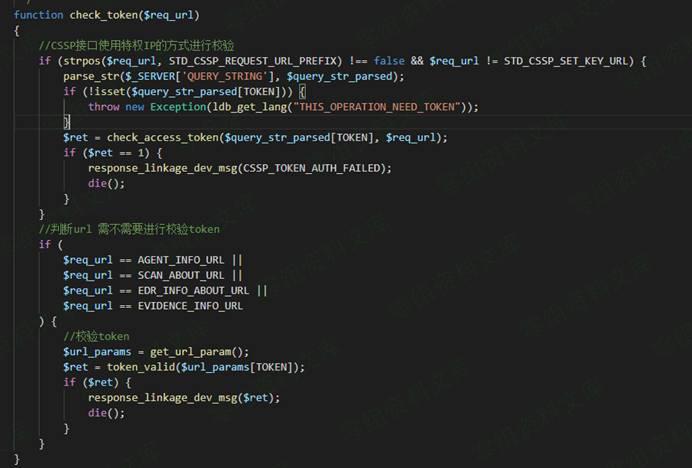 function check_token($req_url)
{
//CSSP接口使用特权IP的方式进行校验
if (strpos($req_url, STD_CSSP_REQUEST_URL_PREFIX) !== false && $req_url != STD_CSSP_SET_KEY_URL) {
parse_str($_SERVER['QUERY_STRING'], $query_str_parsed);
if (!isset($query_str_parsed[TOKEN])) {
throw new Exception(ldb_get_lang("THIS_OPERATION_NEED_TOKEN"));
}
$ret = check_access_token($query_str_parsed[TOKEN], $req_url);
if ($ret == 1) {
response_linkage_dev_msg(CSSP_TOKEN_AUTH_FAILED);
die();
}
}
//判断url 需不需要进行校验token
if (
$req_url == AGENT_INFO_URL ||
$req_url == SCAN_ABOUT_URL ||
$req_url == EDR_INFO_ABOUT_URL ||
$req_url == EVIDENCE_INFO_URL
) {
//校验token
$url_params = get_url_param();
$ret = token_valid($url_params[TOKEN]);
if ($ret) {
response_linkage_dev_msg($ret);
die();
}
}
}